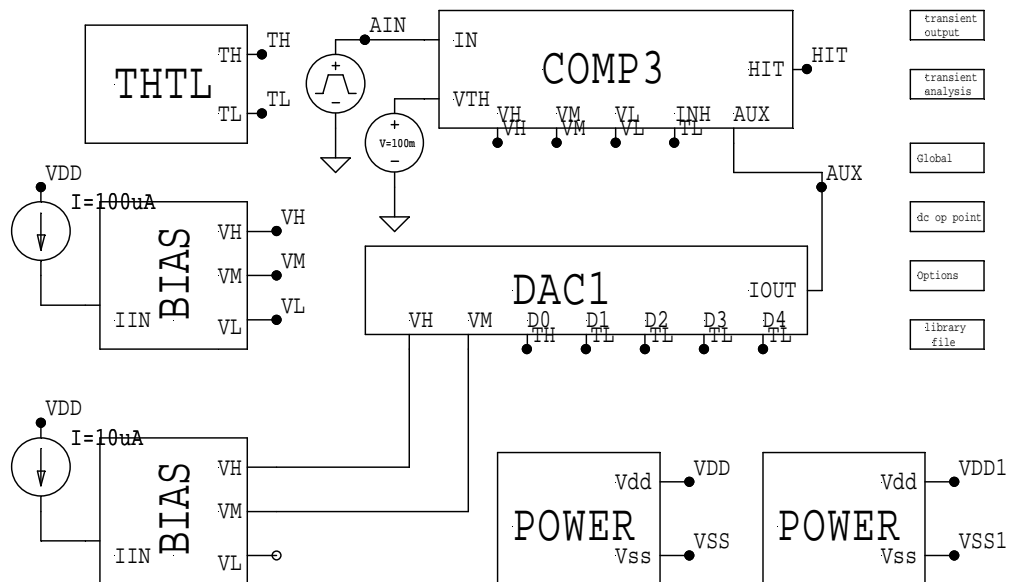 THTL
TH
TH
TL
TL
AIN
V=100m
COMP3
IN
VTH
VH
VM
VL
INH
AUX
VH
VM
VL
TL
HIT
HIT
AUX
transient
output
transient
analysis
Global
dc op point
Options
library
file
VDD
I=100uA
BIAS
IIN
VH
VM
VL
VH
VM
VL
DAC1
IOUT
VH
VM
D0
D1
D2
D3
D4
TH
TL
TL
TL
TL
VDD
I=10uA
BIAS
IIN
VH
VM
VL
POWER
Vdd
VDD
Vss
VSS
POWER
Vdd
VDD1
Vss
VSS1